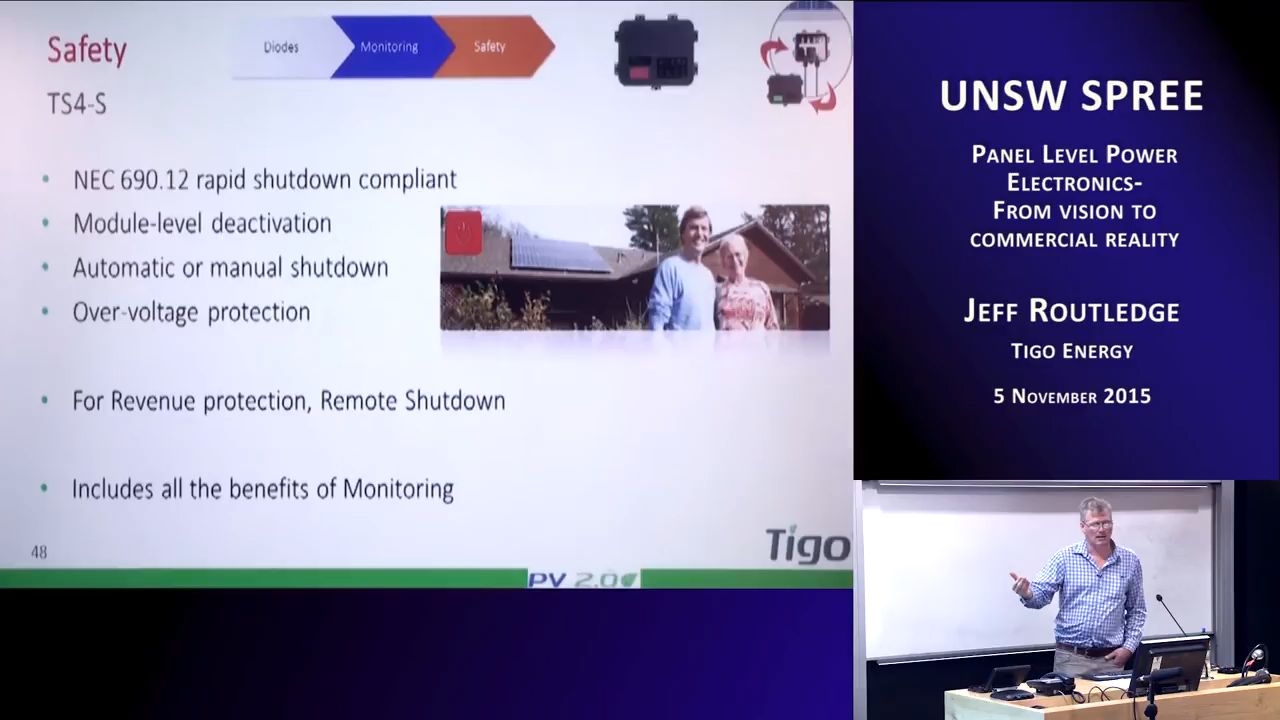 Safety
Diodes
Monitoring
Safety
TS4-S
• NEC 690.12 rapid shutdown compliant
• Module-level deactivation
• Automatic or manual shutdown
• Over-voltage protection
• For Revenue protection, Remote Shutdown
• Includes all the benefits of Monitoring
48
Tigo
PV 2.0
UNSW SPREE
PANEL LEVEL POWER
ELECTRONICS-
FROM VISION TO
COMMERCIAL REALITY
JEFF ROUTLEDGE
TIGO ENERGY
5 NOVEMBER 2015